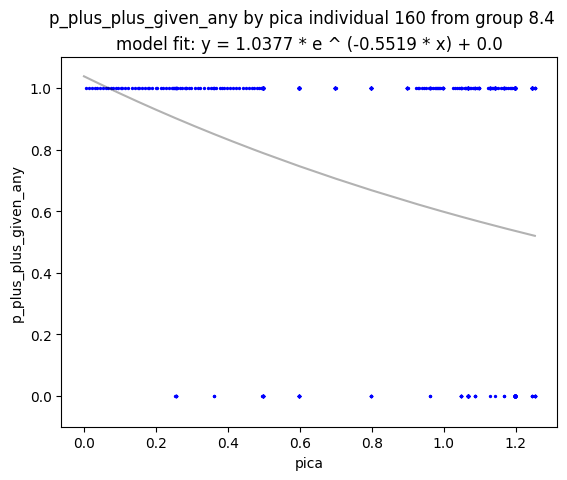 p_plus_plus_given_any by pica individual 160 from group 8.4
model fit: y = 1.0377 * e ^ (-0.5519 * x) + 0.0
1.0
0.8
0.6
0.4
0.2
0.0
p_plus_plus_given_any
0.0 0.2 0.4 0.6 0.8 1.0 1.2
pica